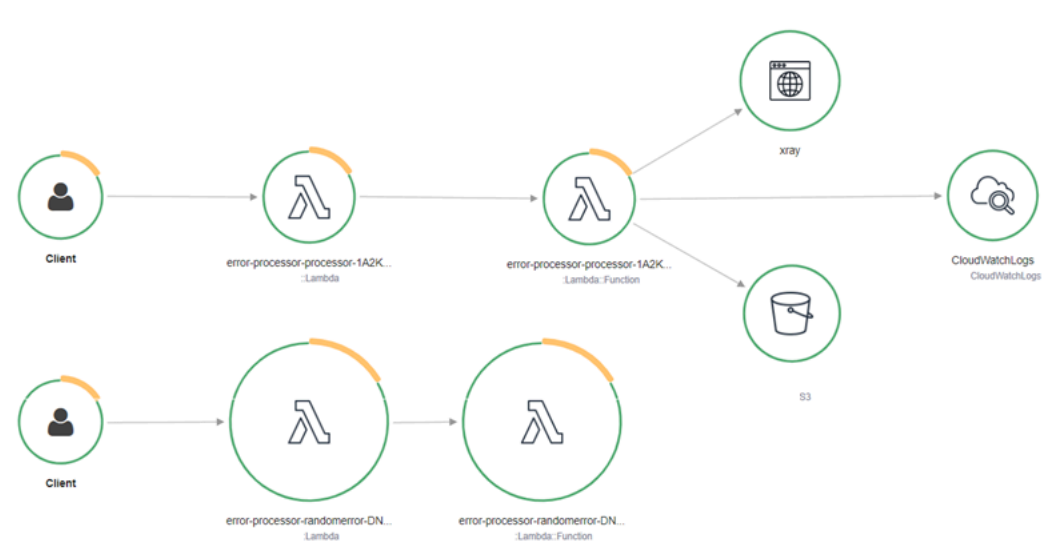 xray
Client
error-processor-processor-1A2K...
::Lambda
error-processor-processor-1A2K...
:Lambda::Function
CloudWatchLogs
CloudWatchLogs
S3
Client
error-processor-randomerror-DN...
:Lambda
error-processor-randomerror-DN...
:Lambda::Function